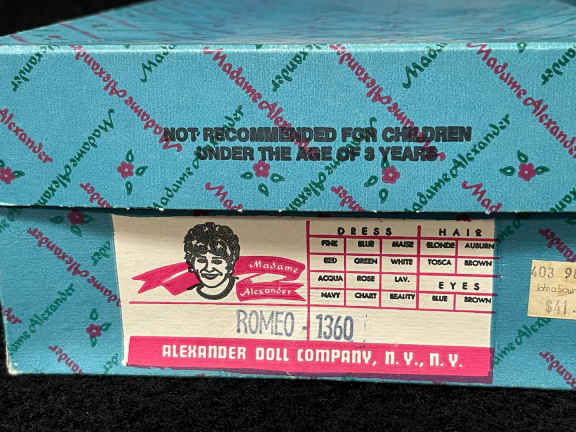 Madame Alexander
NOT RECOMMENDED FOR CHILDREN
UNDER THE AGE OF 3 YEARS.
DRESS HAIR
PINK BLUE MAISE BLONDE AUBURN
RED GREEN WHITE TOSCA BROWN
ACQUA ROSE LAV. EYES
NAVY CHART BEAUTY BLUE BROWN
Madame
Alexander
ROMEO - 1360
ALEXANDER DOLL COMPANY, N.Y., N.Y.
403
$41